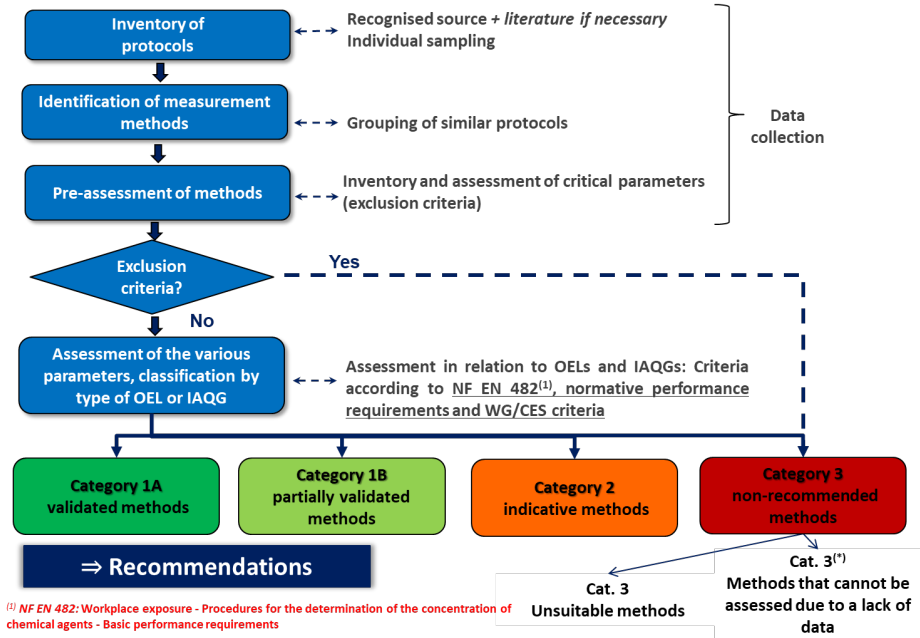 Inventory of
protocols
Recognised source + literature if necessary
Individual sampling
Identification of measurement
methods
Grouping of similar protocols
Data
collection
Pre-assessment of methods
Inventory and assessment of critical parameters
(exclusion criteria)
Exclusion
criteria?
Yes
No
Assessment of the various
parameters, classification by
type of OEL or IAQG
Assessment in relation to OELs and IAQGs: Criteria
according to NF EN 482(1), normative performance
requirements and WG/CES criteria
Category 1A
validated methods
Category 1B
partially validated
methods
Category 2
indicative methods
Category 3
non-recommended
methods
⇒ Recommendations
Cat. 3
Unsuitable methods
Cat. 3(*)
Methods that cannot be
assessed due to a lack of
data
(1) NF EN 482: Workplace exposure - Procedures for the determination of the concentration of
chemical agents - Basic performance requirements